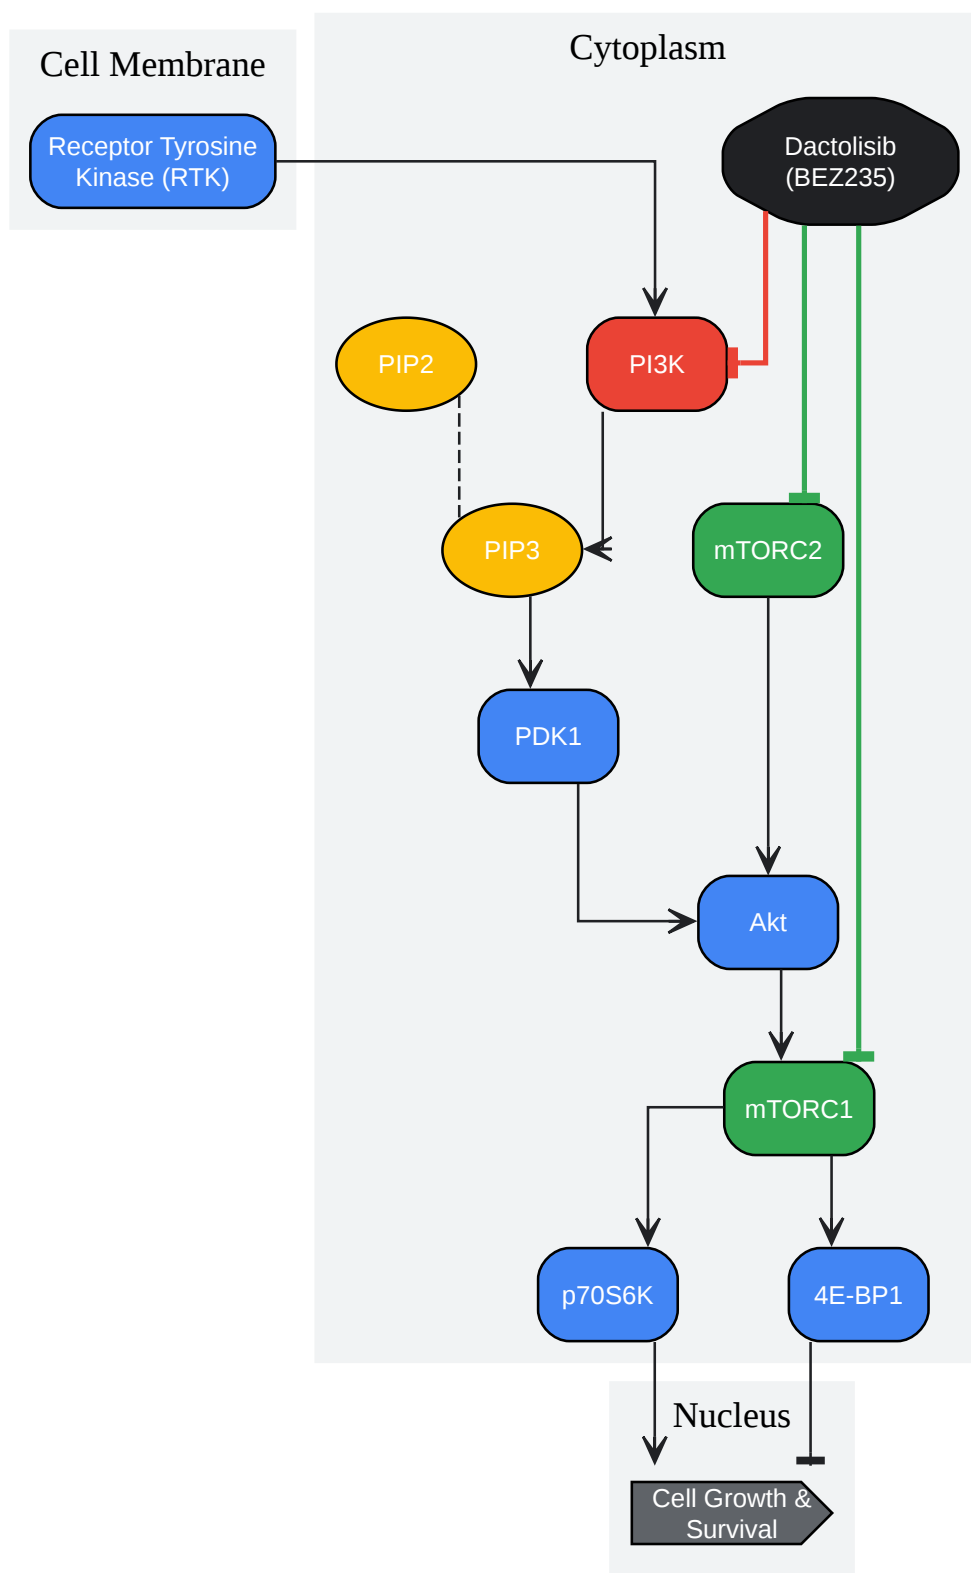 Cytoplasm
Cell Membrane
Receptor Tyrosine
Kinase (RTK)
Dactolisib
(BEZ235)
PIP2
PI3K
PIP3
mTORC2
PDK1
Akt
mTORC1
p70S6K
4E-BP1
Nucleus
Cell Growth &
Survival